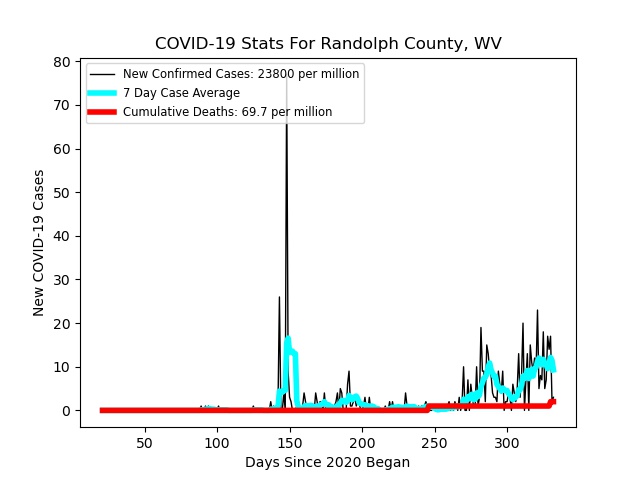 COVID-19 Stats For Randolph County, WV
New Confirmed Cases: 23800 per million
7 Day Case Average
Cumulative Deaths: 69.7 per million
80
70
60
50
40
30
20
10
0
New COVID-19 Cases
50 100 150 200 250 300
Days Since 2020 Began